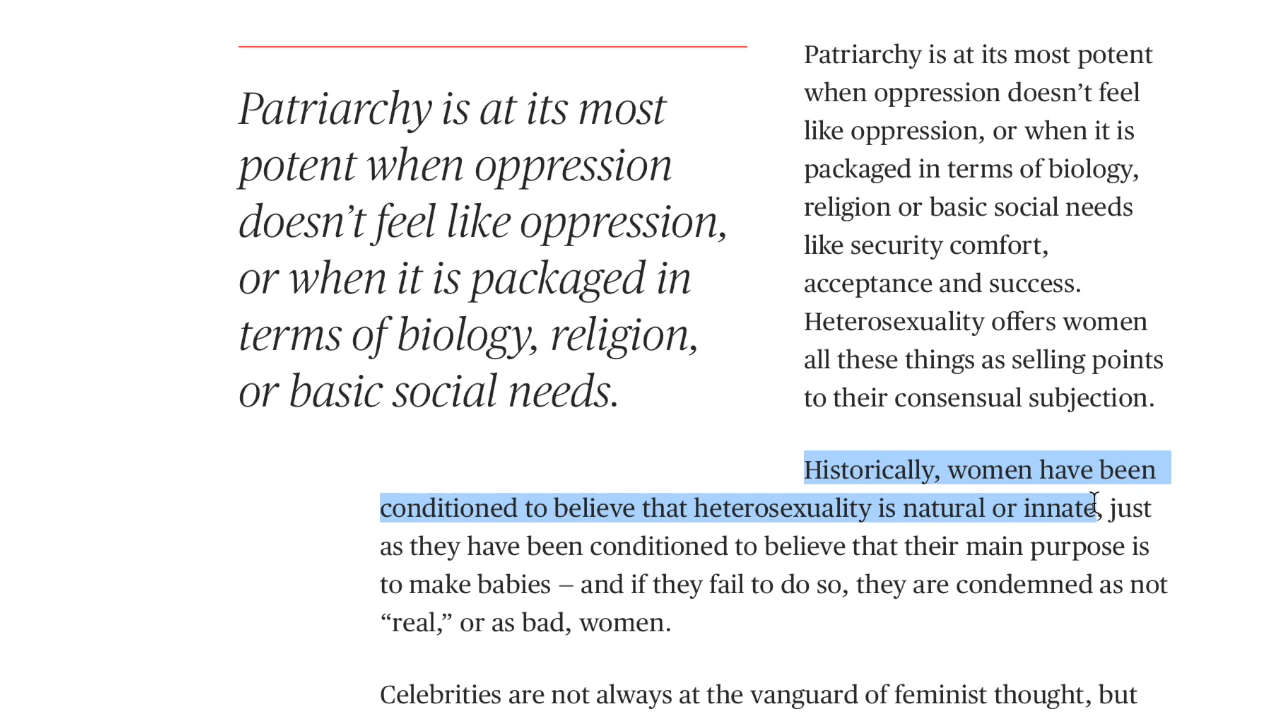 Patriarchy is at its most
potent when oppression
doesn’t feel like oppression,
or when it is packaged in
terms of biology, religion,
or basic social needs.
Patriarchy is at its most potent
when oppression doesn’t feel
like oppression, or when it is
packaged in terms of biology,
religion or basic social needs
like security comfort,
acceptance and success.
Heterosexuality offers women
all these things as selling points
to their consensual subjection.
Historically, women have been
conditioned to believe that heterosexuality is natural or innate, just
as they have been conditioned to believe that their main purpose is
to make babies — and if they fail to do so, they are condemned as not
“real,” or as bad, women.
Celebrities are not always at the vanguard of feminist thought, but